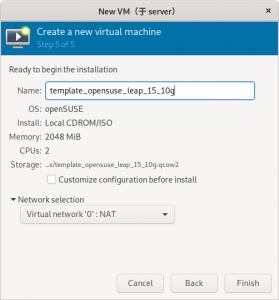 New VM（于 server）
Create a new virtual machine
Step 5 of 5
Ready to begin the installation
Name: template_opensuse_leap_15_10g
OS: openSUSE
Install: Local CDROM/ISO
Memory: 2048 MiB
CPUs: 2
Storage: ...s/template_opensuse_leap_15_10g.qcow2
Customize configuration before install
Network selection
Virtual network '0' : NAT
Cancel Back Finish